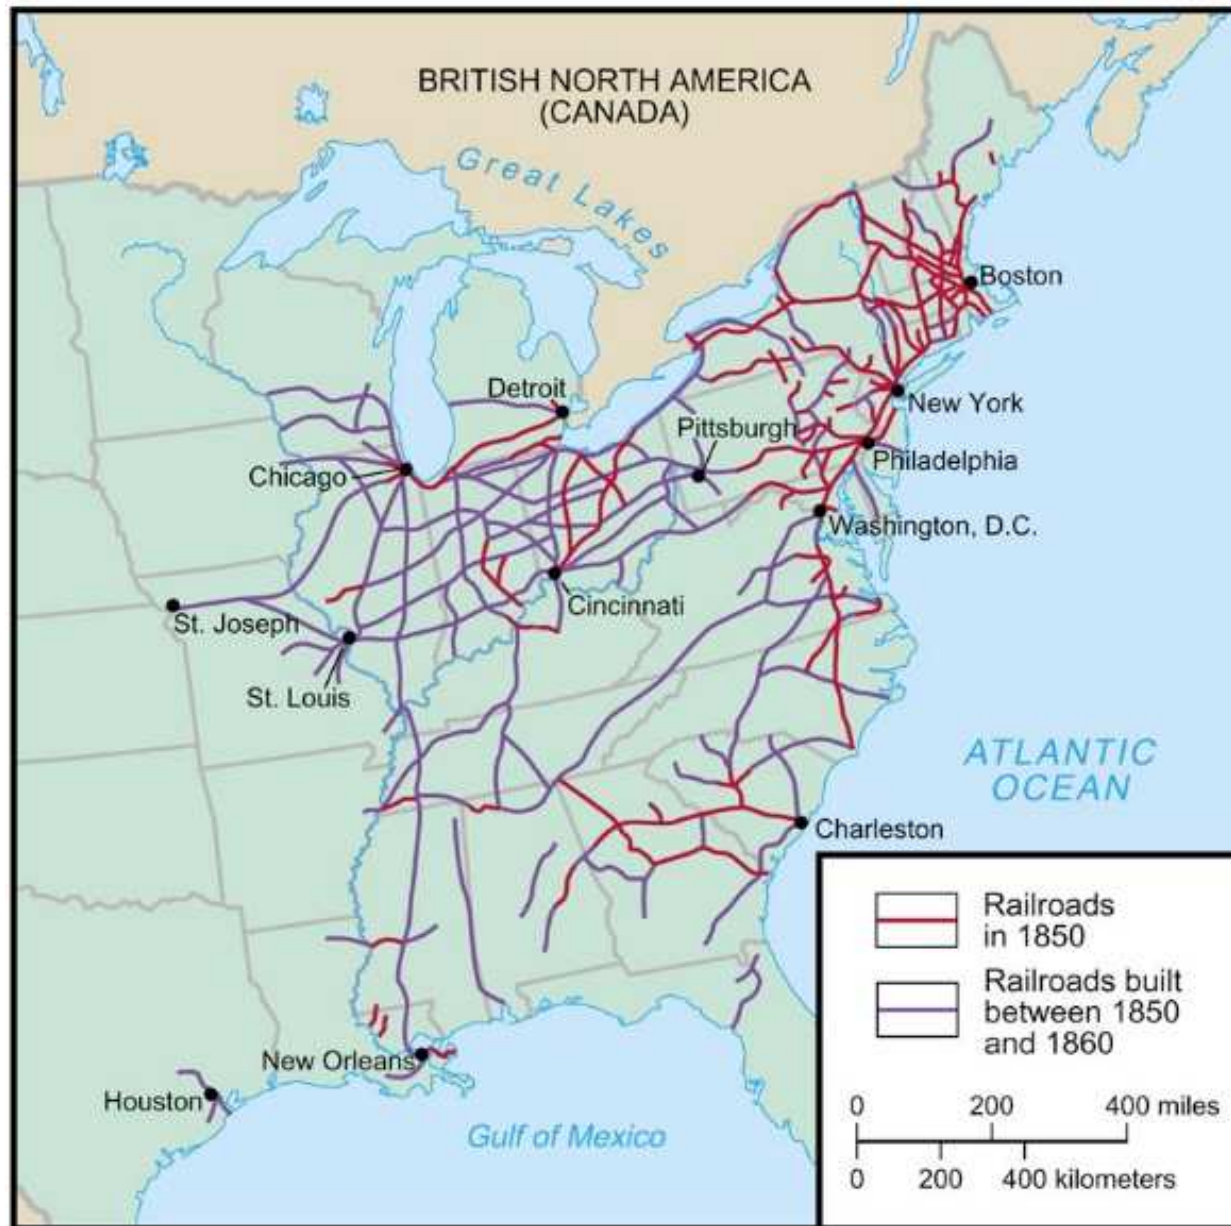 BRITISH NORTH AMERICA
(CANADA)
Great Lakes
Boston
Detroit
New York
Pittsburgh
Philadelphia
Chicago
Washington, D.C.
Cincinnati
St. Joseph
St. Louis
ATLANTIC
OCEAN
Charleston
New Orleans
Houston
Gulf of Mexico
Railroads
in 1850
Railroads built
between 1850
and 1860
0 200 400 miles
0 200 400 kilometers